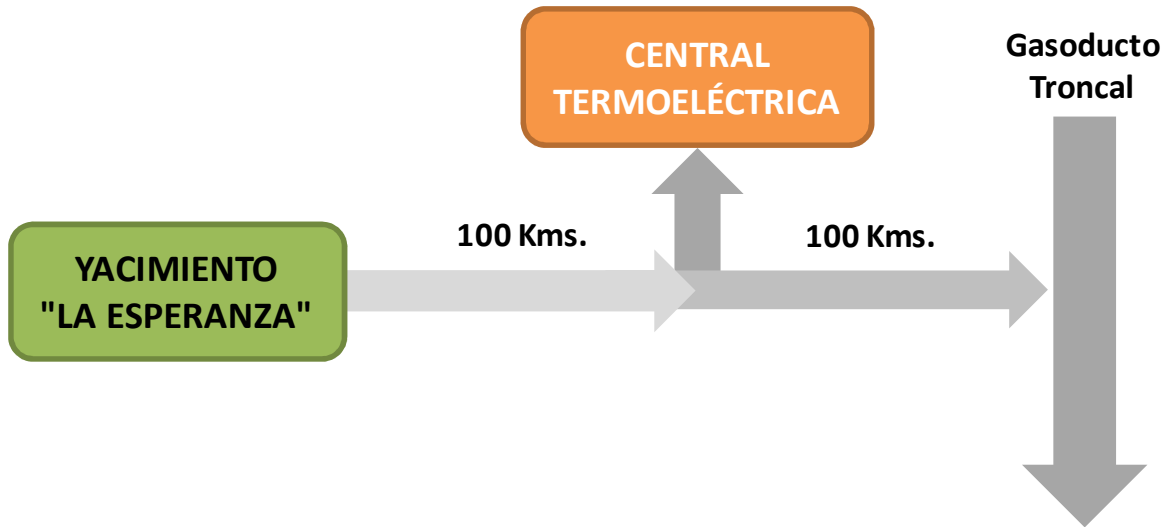 CENTRAL
TERMOELÉCTRICA
Gasoducto
Troncal
100 Kms.
100 Kms.
YACIMIENTO
"LA ESPERANZA"